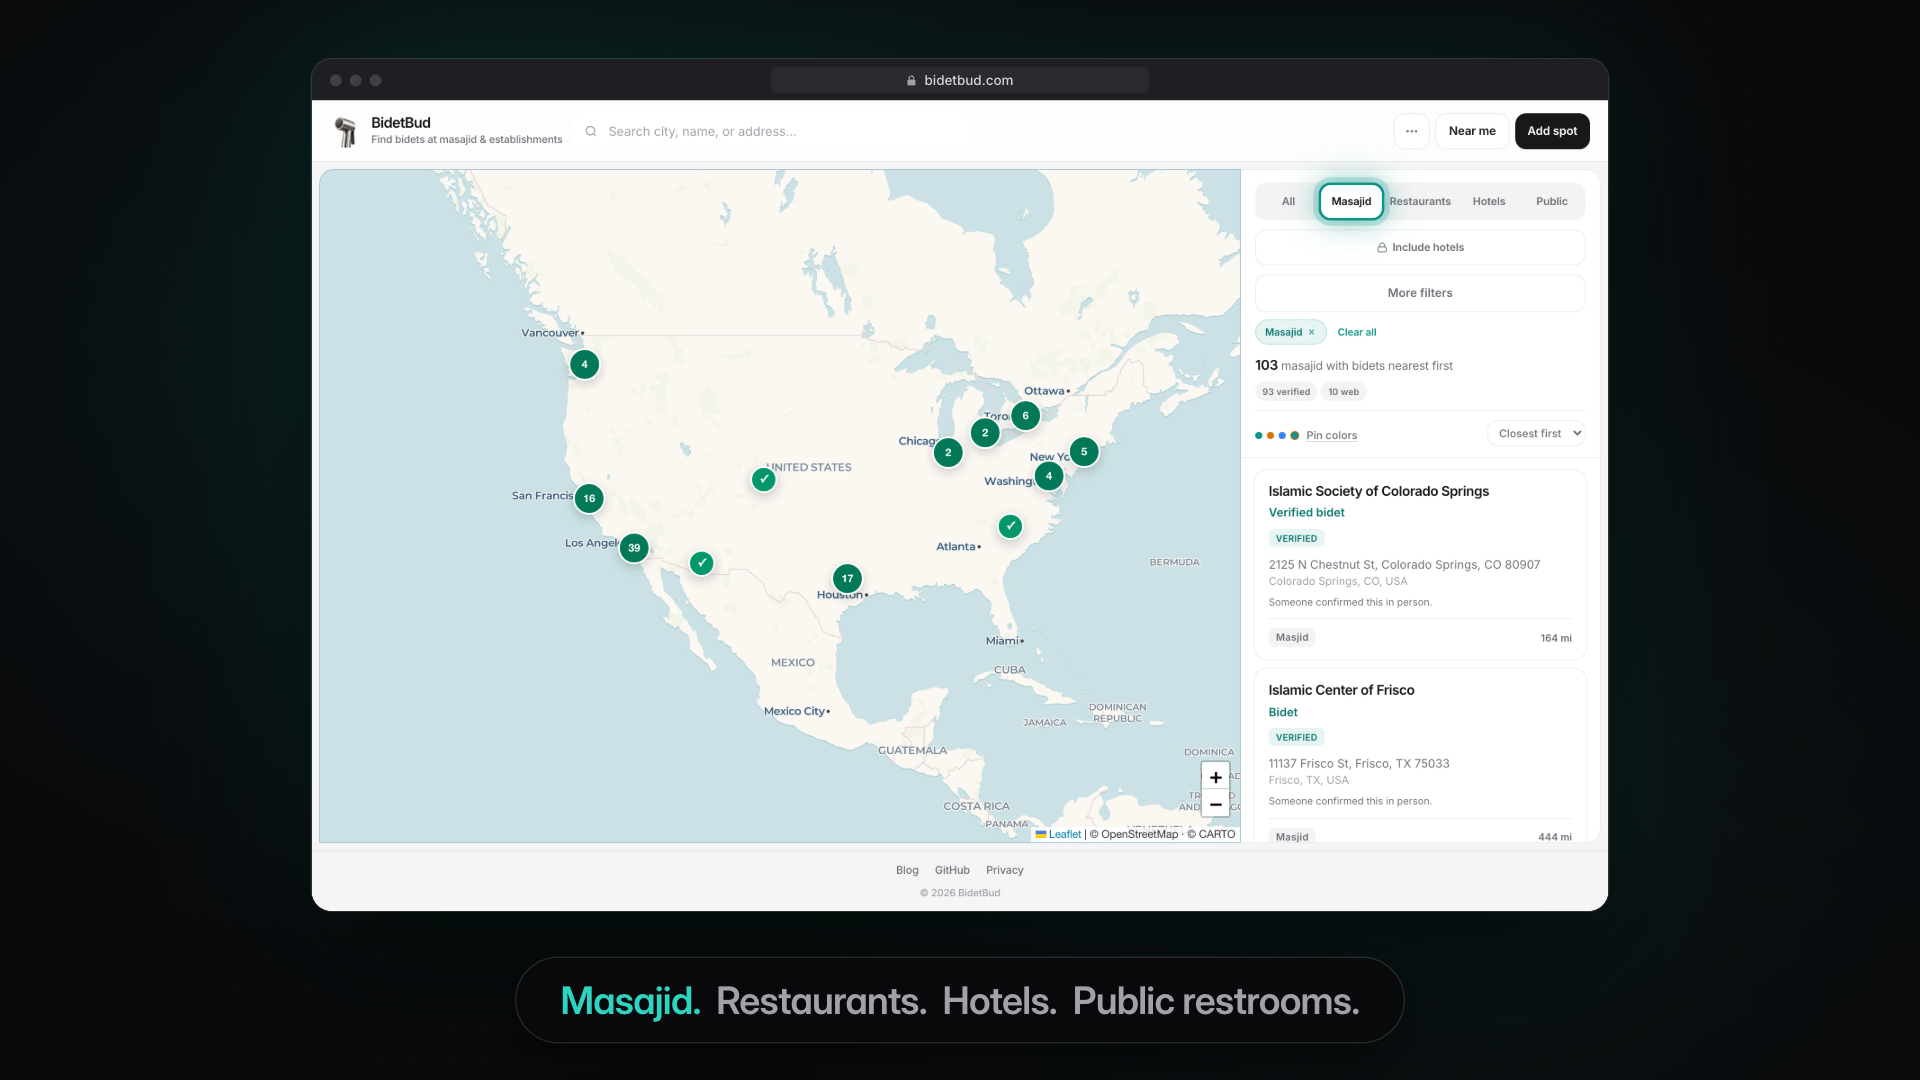 bidetbud.com
BidetBud
Find bidets at masajid & establishments
Search city, name, or address...
Near me
Add spot
All
Masajid
Restaurants
Hotels
Public
Include hotels
More filters
Masajid ×
Clear all
103 masajid with bidets nearest first
93 verified
10 web
Pin colors
Closest first
Islamic Society of Colorado Springs
Verified bidet
VERIFIED
2125 N Chestnut St, Colorado Springs, CO 80907
Colorado Springs, CO, USA
Someone confirmed this in person.
Masjid
164 mi
Islamic Center of Frisco
Bidet
VERIFIED
11137 Frisco St, Frisco, TX 75033
Frisco, TX, USA
Someone confirmed this in person.
Masjid
444 mi
Vancouver
4
Ottawa
6
2
Chicag
2
New Yo
5
4
Washing
UNITED STATES
San Francis
16
Los Angel
39
Atlanta
17
Houston
BERMUDA
Miami
MEXICO
CUBA
Mexico City
DOMINICAN
REPUBLIC
JAMAICA
GUATEMALA
DOMINICA
COSTA RICA
PANAMA
+
−
Leaflet | © OpenStreetMap · © CARTO
Blog
GitHub
Privacy
© 2026 BidetBud
Masajid. Restaurants. Hotels. Public restrooms.